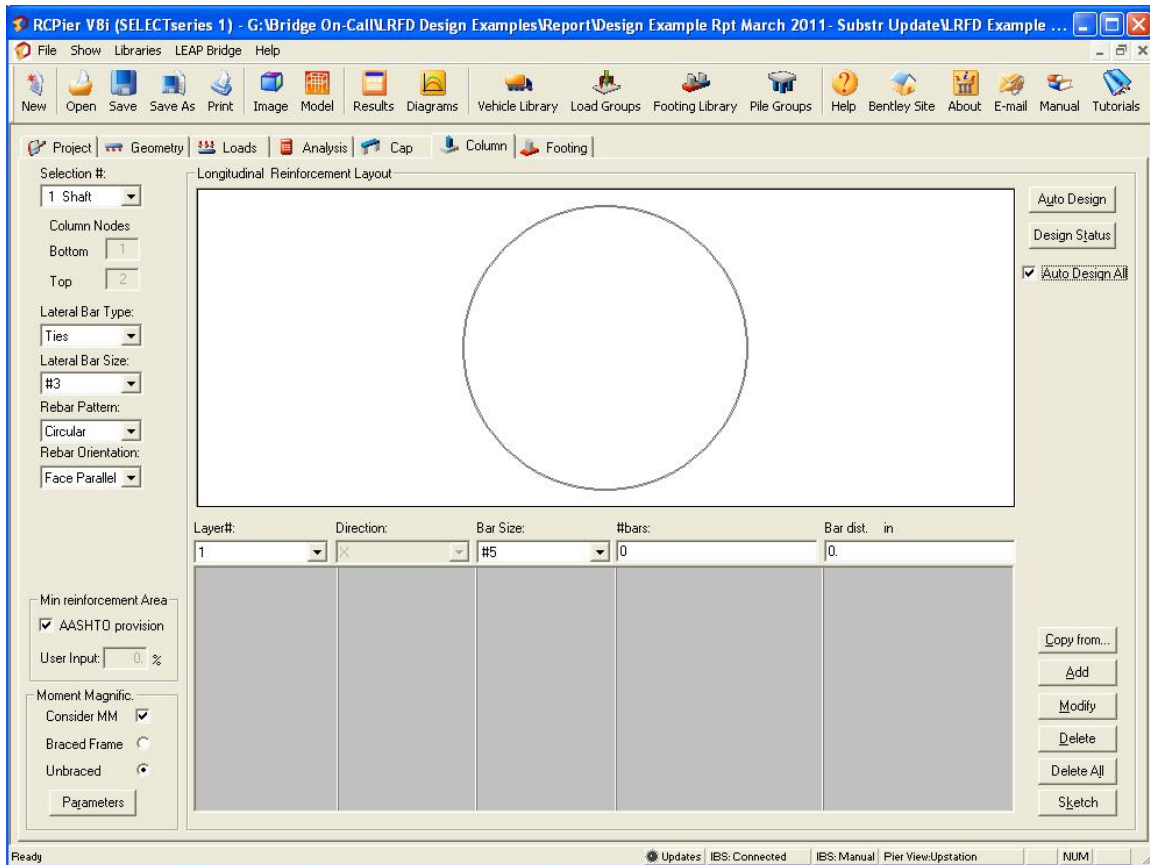 RCPier V8i (SELECTseries 1) - G:\Bridge On-Call\LRFD Design Examples\Report\Design Example Rpt March 2011- Substr Update\LRFD Example ...
File Show Libraries LEAP Bridge Help
New Open Save Save As Print Image Model Results Diagrams Vehicle Library Load Groups Footing Library Pile Groups Help Bentley Site About E-mail Manual Tutorials
Project Geometry Loads Analysis Cap Column Footing
Selection #:
1 Shaft
Column Nodes
Bottom 1
Top 2
Lateral Bar Type:
Ties
Lateral Bar Size:
#3
Rebar Pattern:
Circular
Rebar Orientation:
Face Parallel
Min reinforcement Area
AASHTO provision
User Input: 0. %
Moment Magnific.
Consider MM
Braced Frame
Unbraced
Parameters
Longitudinal Reinforcement Layout
Layer#: Direction: Bar Size: #bars: Bar dist. in
1 X #5 0 0.
Auto Design
Design Status
Auto Design All
Copy from...
Add
Modify
Delete
Delete All
Sketch
Ready Updates IBS: Connected IBS: Manual Pier View:Upstation NUM